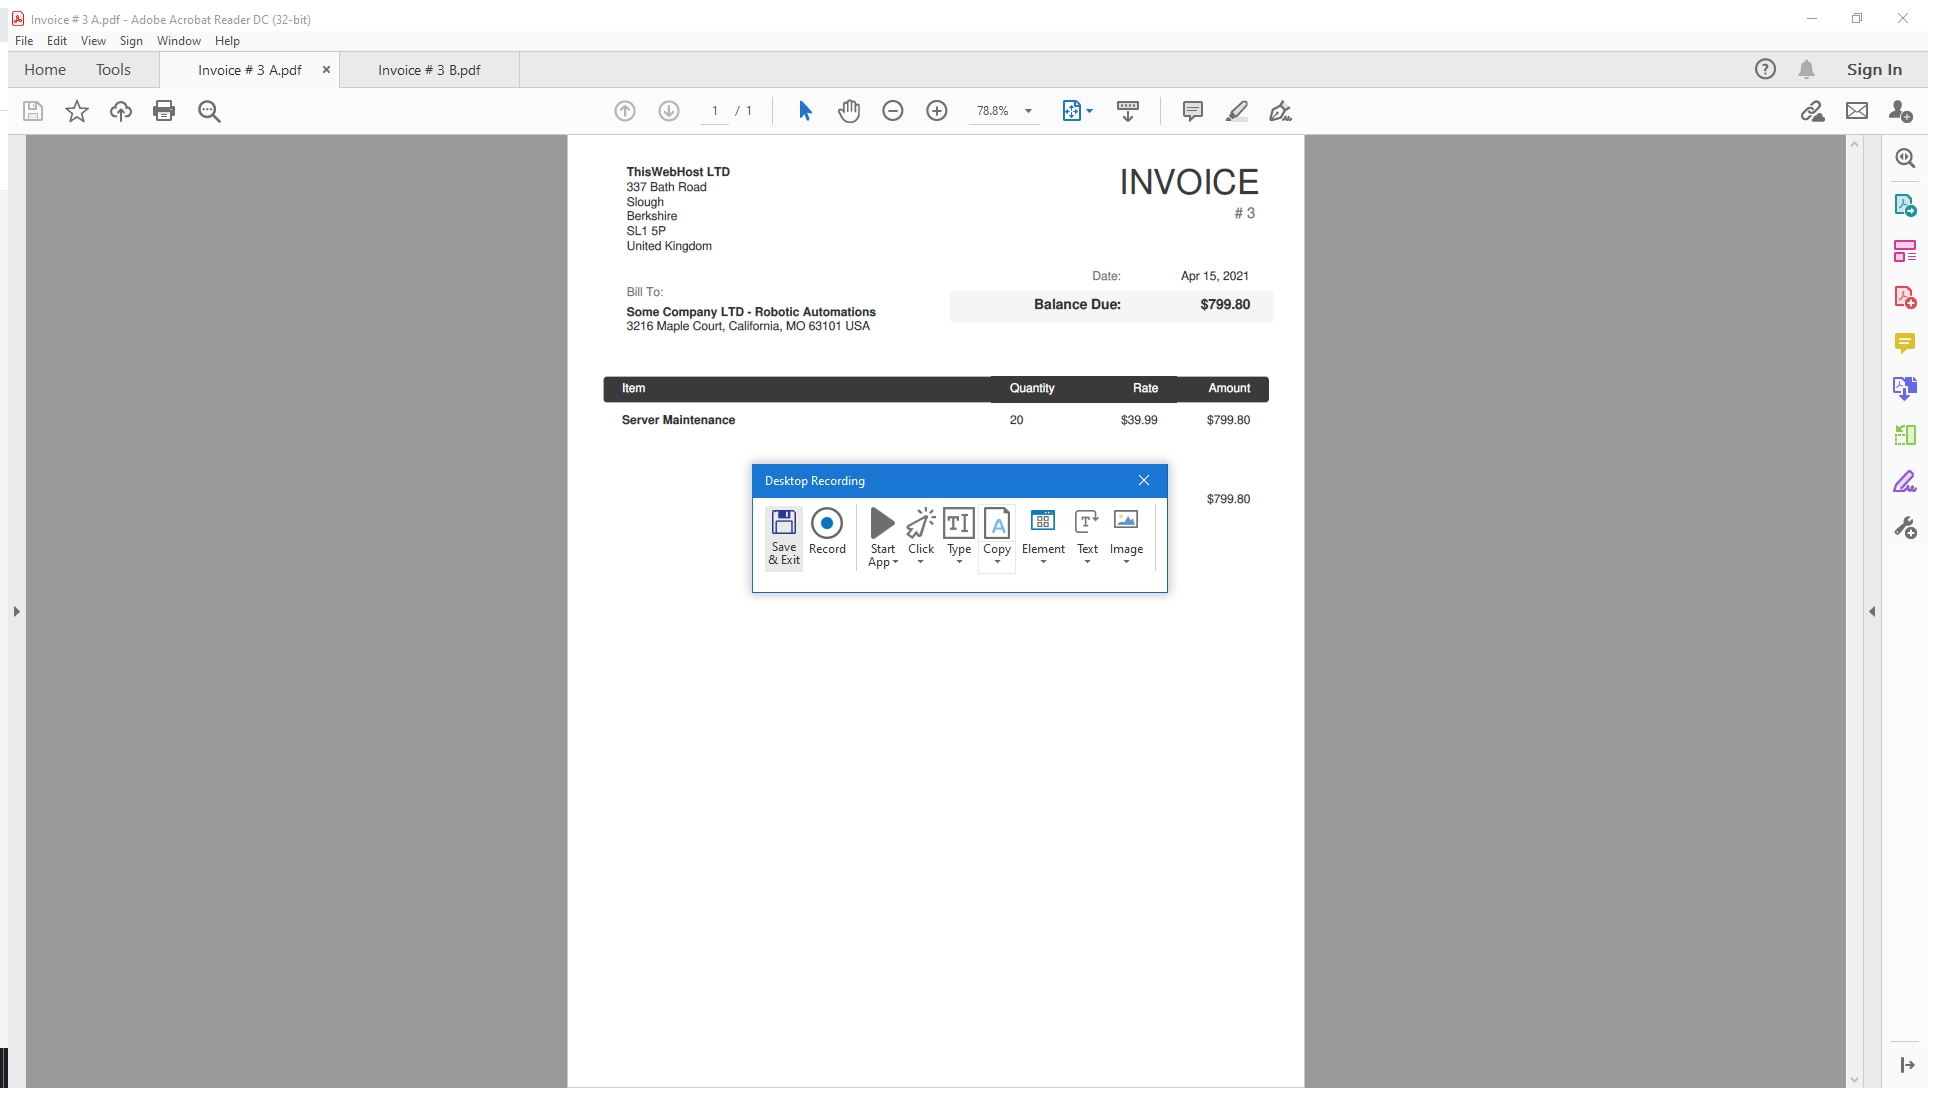 Invoice # 3 A.pdf - Adobe Acrobat Reader DC (32-bit)
File Edit View Sign Window Help
Home Tools Invoice # 3 A.pdf Invoice # 3 B.pdf Sign In
1 / 1 78.8%
ThisWebHost LTD
337 Bath Road
Slough
Berkshire
SL1 5P
United Kingdom
INVOICE
# 3
Date: Apr 15, 2021
Balance Due: $799.80
Bill To:
Some Company LTD - Robotic Automations
3216 Maple Court, California, MO 63101 USA
Item Quantity Rate Amount
Server Maintenance 20 $39.99 $799.80
$799.80
Desktop Recording
Save & Exit
Record
Start App
Click
Type
Copy
Element
Text
Image